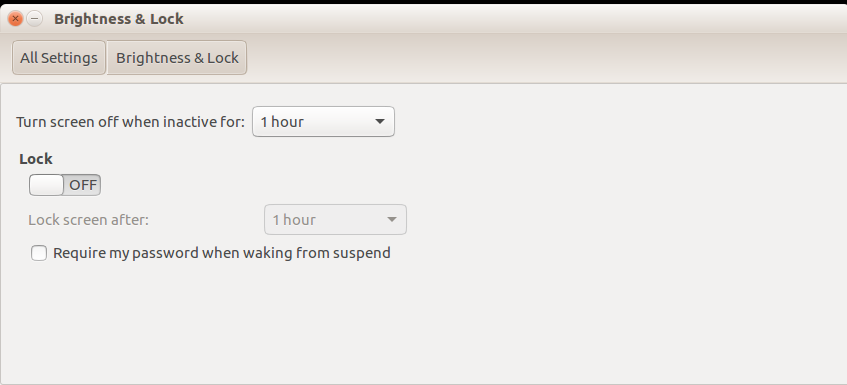 Brightness & Lock
All Settings Brightness & Lock
Turn screen off when inactive for: 1 hour
Lock
OFF
Lock screen after: 1 hour
Require my password when waking from suspend